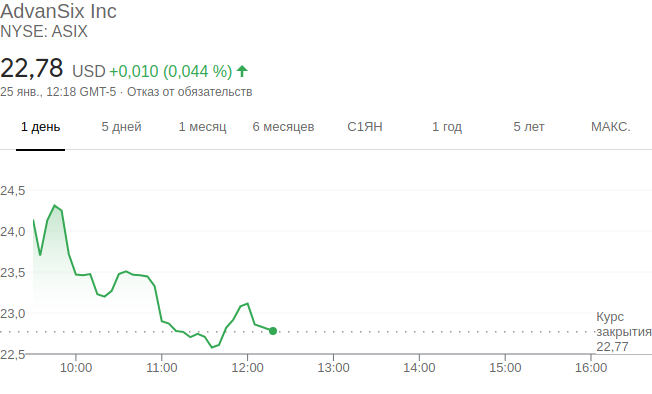 AdvanSix Inc
NYSE: ASIX
22,78 USD +0,010 (0,044 %)
25 янв., 12:18 GMT-5 · Отказ от обязательств
1 день 5 дней 1 месяц 6 месяцев С1ЯН 1 год 5 лет МАКС.
24,5
24,0
23,5
23,0
Курс
закрытия
22,77
22,5
10:00 11:00 12:00 13:00 14:00 15:00 16:00